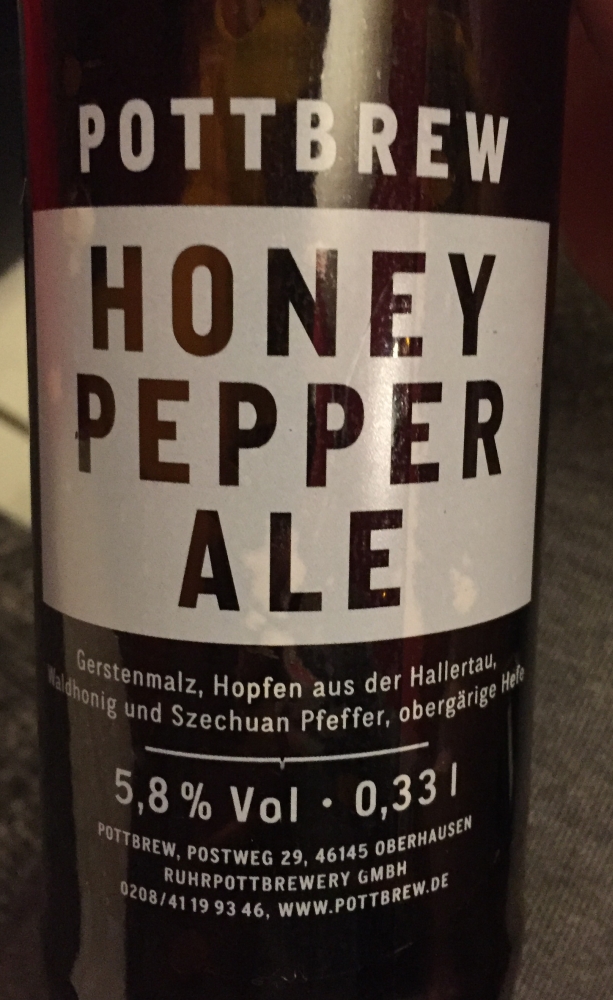 POTTBREW
HONEY
PEPPER
ALE
Gerstenmalz, Hopfen aus der Hallertau,
Waldhonig und Szechuan Pfeffer, obergärige Hefe
5,8 % Vol · 0,33 l
POTTBREW, POSTWEG 29, 46145 OBERHAUSEN
RUHRPOTTBREWERY GMBH
0208/41 19 93 46, WWW.POTTBREW.DE